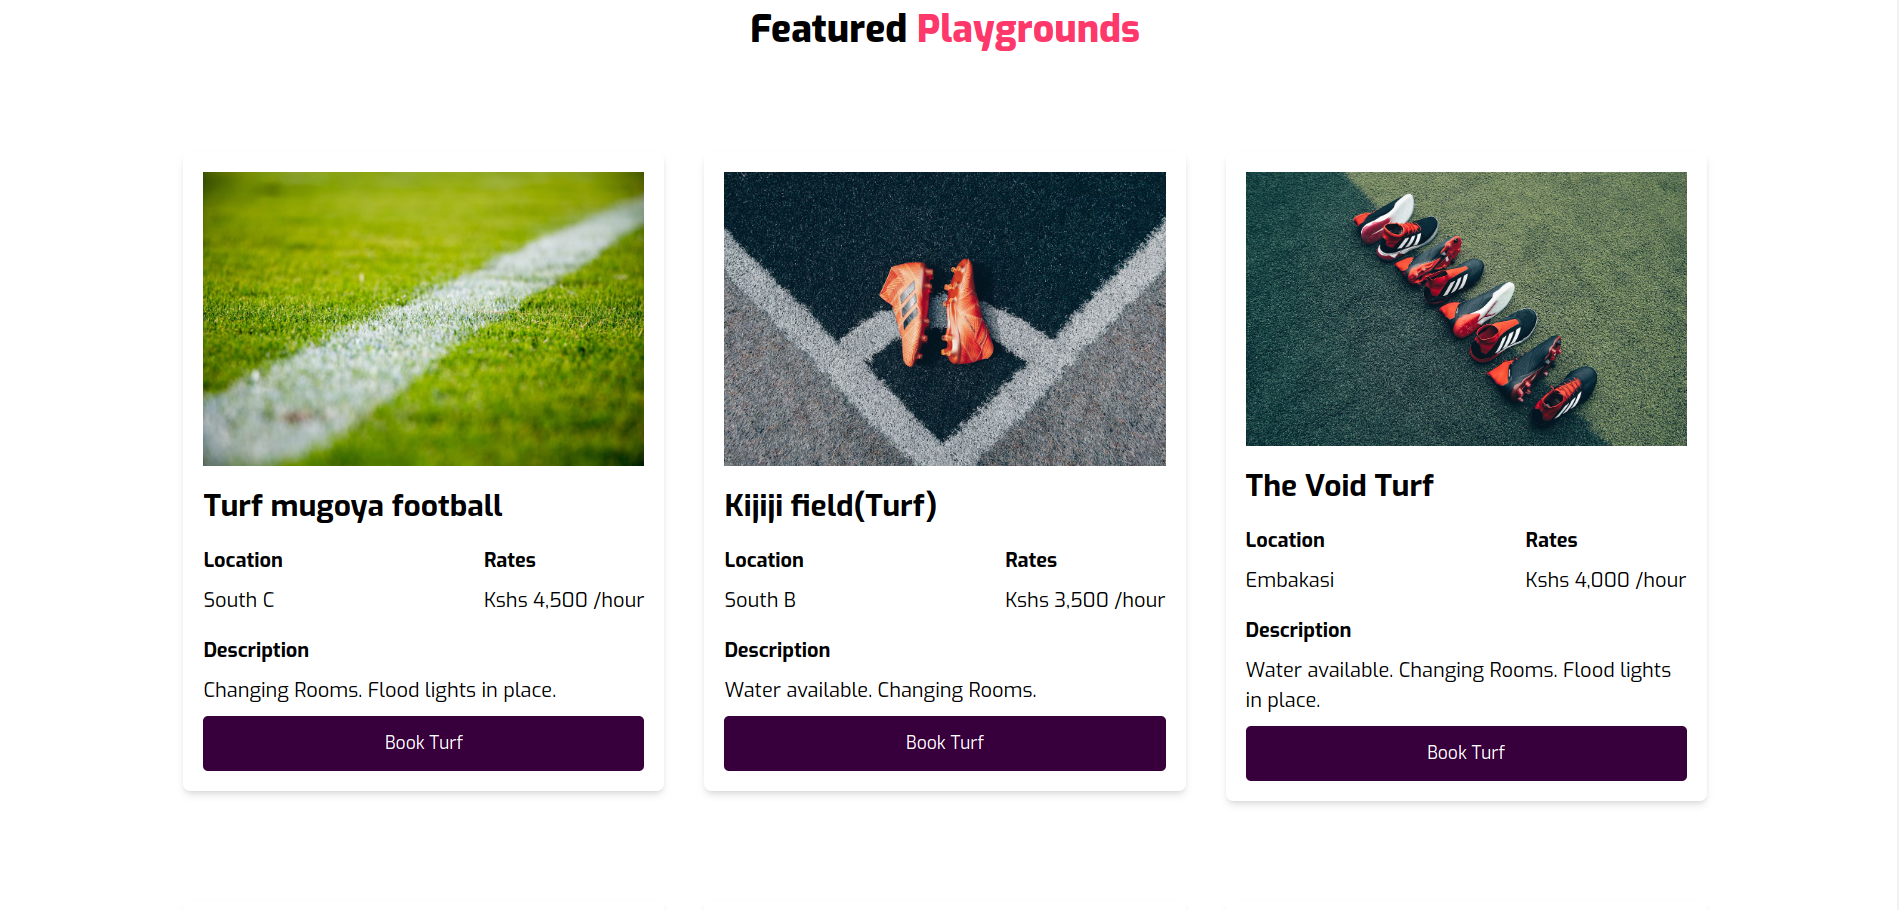 Featured Playgrounds
Turf mugoya football
Location Rates
South C Kshs 4,500 /hour
Description
Changing Rooms. Flood lights in place.
Book Turf
Kijiji field(Turf)
Location Rates
South B Kshs 3,500 /hour
Description
Water available. Changing Rooms.
Book Turf
The Void Turf
Location Rates
Embakasi Kshs 4,000 /hour
Description
Water available. Changing Rooms. Flood lights
in place.
Book Turf